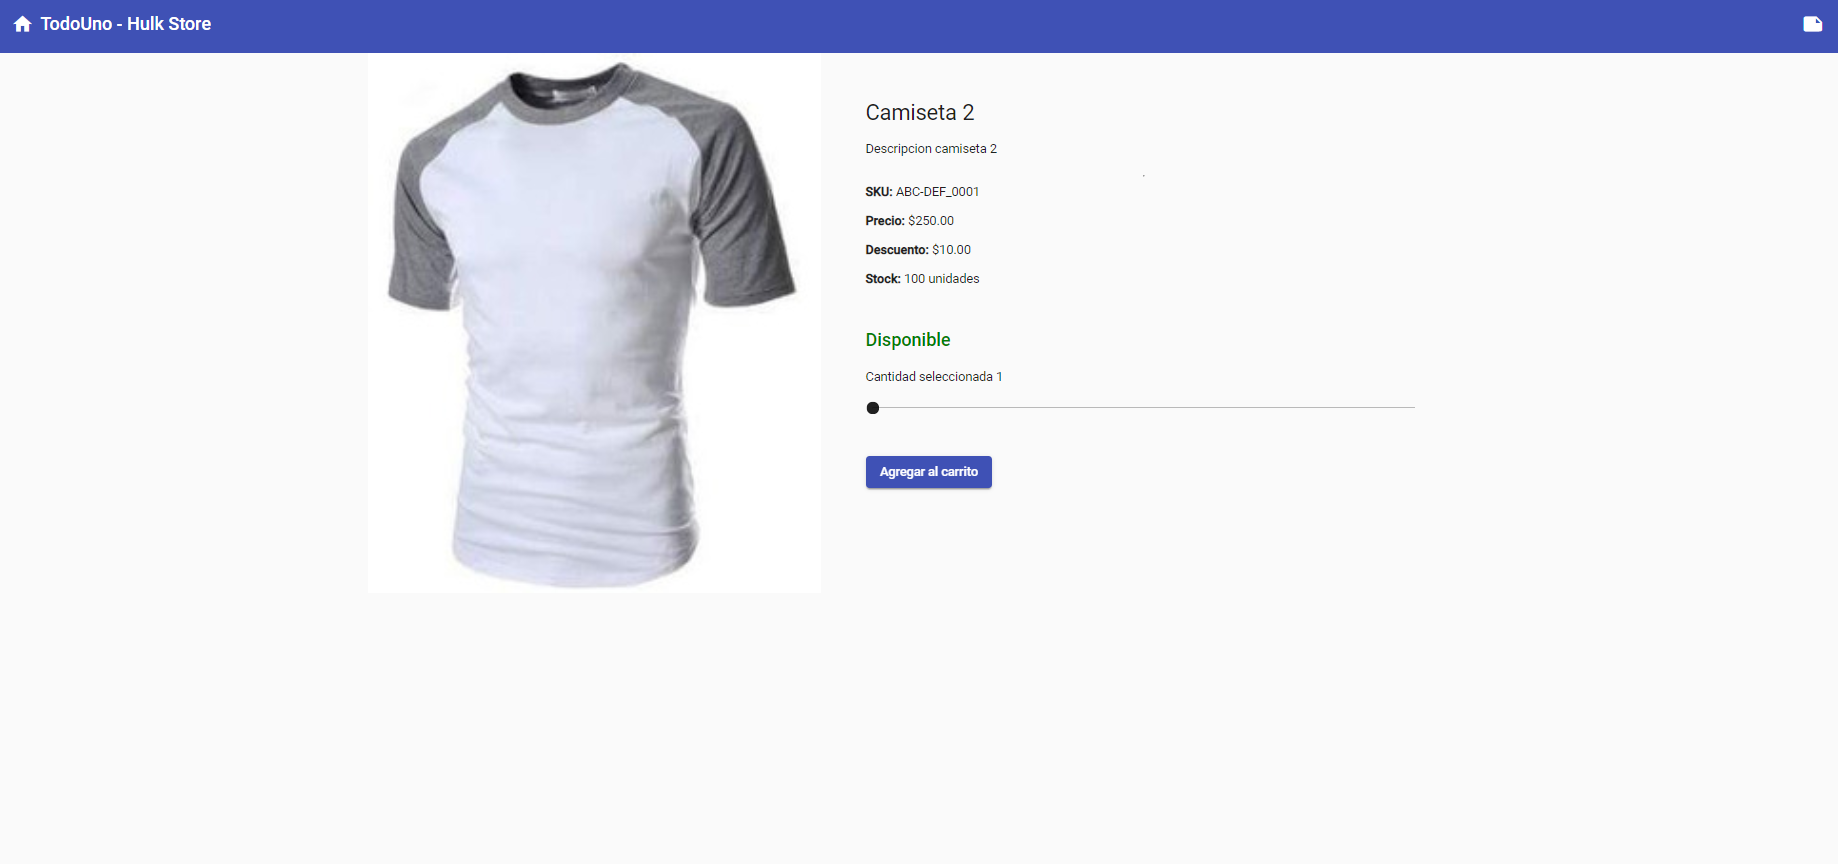 TodoUno - Hulk Store
Camiseta 2
Descripcion camiseta 2
SKU: ABC-DEF_0001
Precio: $250.00
Descuento: $10.00
Stock: 100 unidades
Disponible
Cantidad seleccionada 1
Agregar al carrito